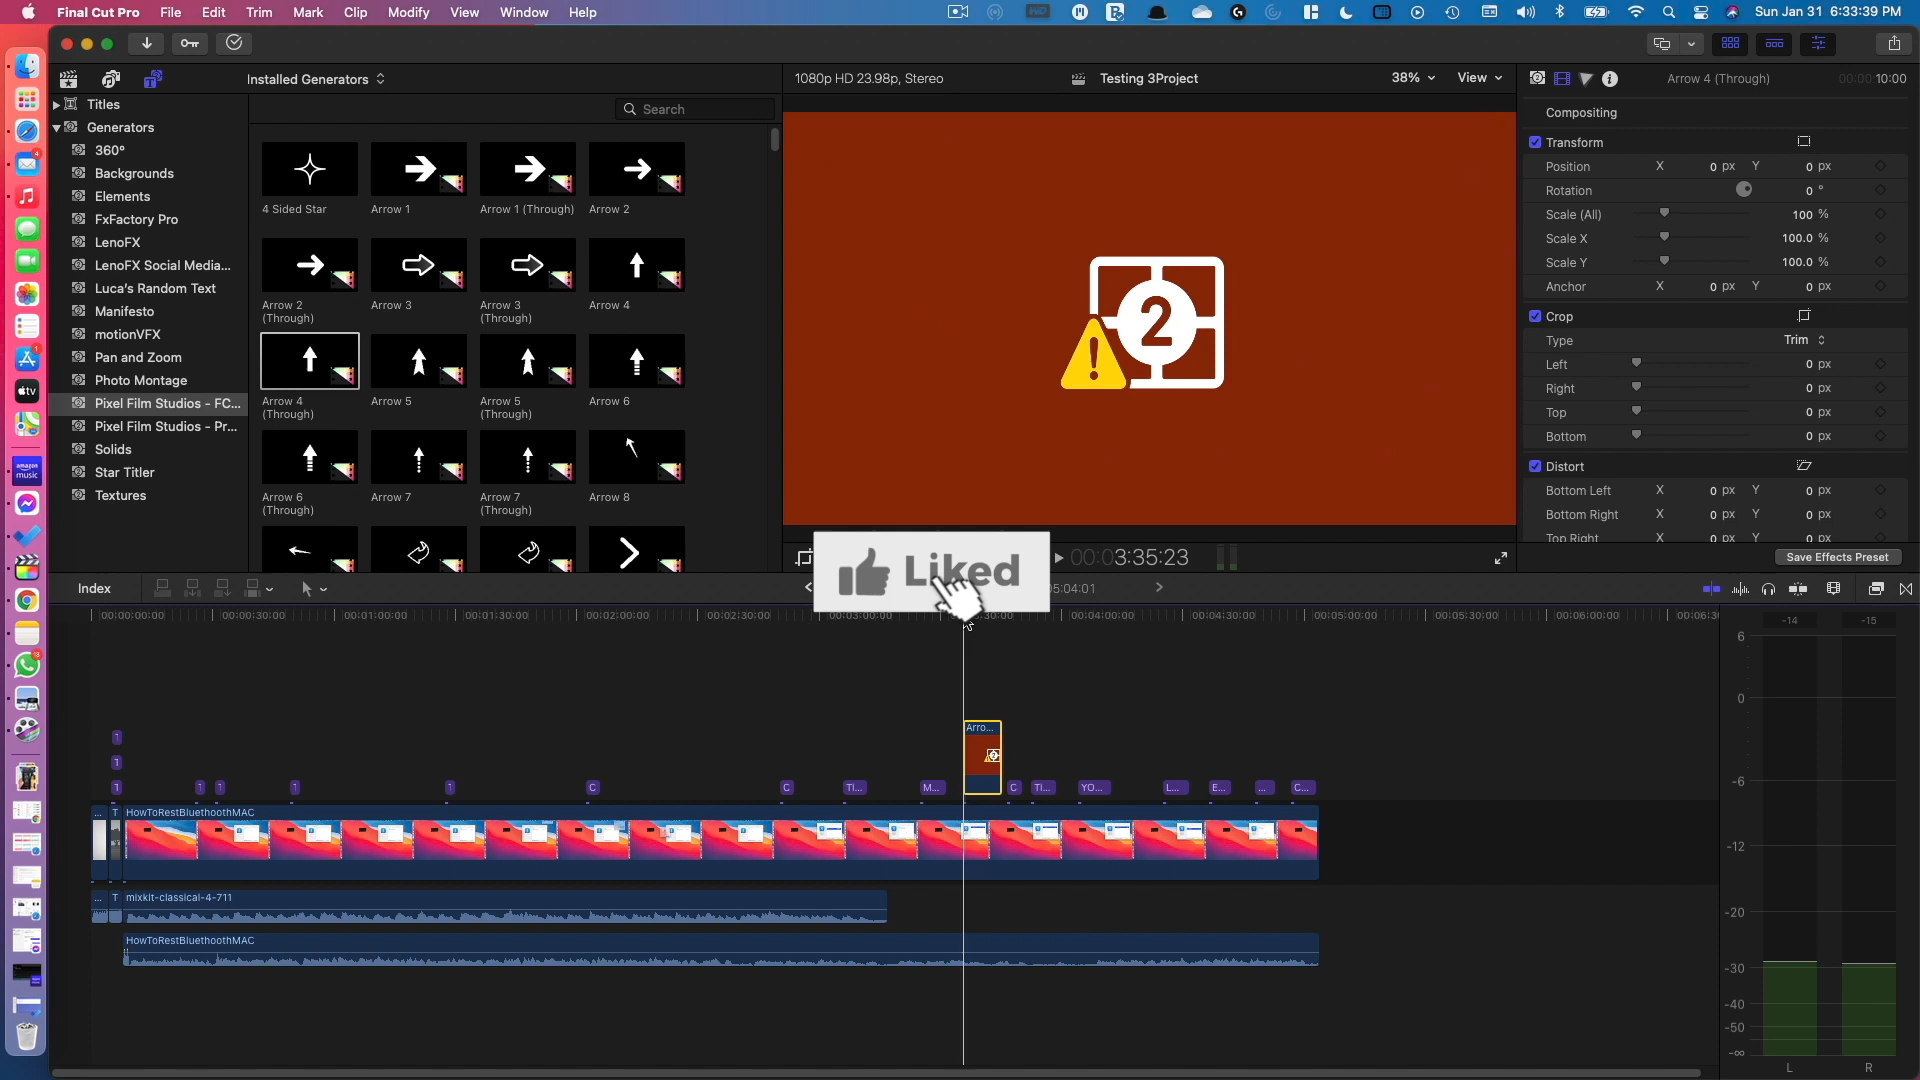 Final Cut Pro File Edit Trim Mark Clip Modify View Window Help
Sun Jan 31 6:33:39 PM
Installed Generators
1080p HD 23.98p, Stereo
Testing 3Project
38%
View
Arrow 4 (Through)
00:00:10:00
Titles
Generators
360°
Backgrounds
Elements
FxFactory Pro
LenoFX
LenoFX Social Media...
Luca's Random Text
Manifesto
motionVFX
Pan and Zoom
Photo Montage
Pixel Film Studios - FC...
Pixel Film Studios - Pr...
Solids
Star Titler
Textures
Search
4 Sided Star
Arrow 1
Arrow 1 (Through)
Arrow 2
Arrow 2
(Through)
Arrow 3
Arrow 3
(Through)
Arrow 4
Arrow 4
(Through)
Arrow 5
Arrow 5
(Through)
Arrow 6
Arrow 6
(Through)
Arrow 7
Arrow 7
(Through)
Arrow 8
2
Compositing
Transform
Position X 0 px Y 0 px
Rotation 0 °
Scale (All) 100 %
Scale X 100.0 %
Scale Y 100.0 %
Anchor X 0 px Y 0 px
Crop
Type Trim
Left 0 px
Right 0 px
Top 0 px
Bottom 0 px
Distort
Bottom Left X 0 px Y 0 px
Bottom Right X 0 px Y 0 px
Top Right X 0 px Y 0 px
Save Effects Preset
Liked
00:03:35:23
Index
05:04:01
00:00:00:00 00:00:30:00 00:01:00:00 00:01:30:00 00:02:00:00 00:02:30:00 00:03:00:00 00:04:00:00 00:04:30:00 00:05:00:00 00:05:30:00 00:06:00:00 00:06:30
Arro...
T
T
T T T T T C C TI... M... C TI... YO... L... E... ... C...
... T HowToRestBluethoothMAC
... T mixkit-classical-4-711
HowToRestBluethoothMAC
-14 -15
6
0
-6
-12
-20
-30
-40
-50
-∞
L R
amazon
music
tv